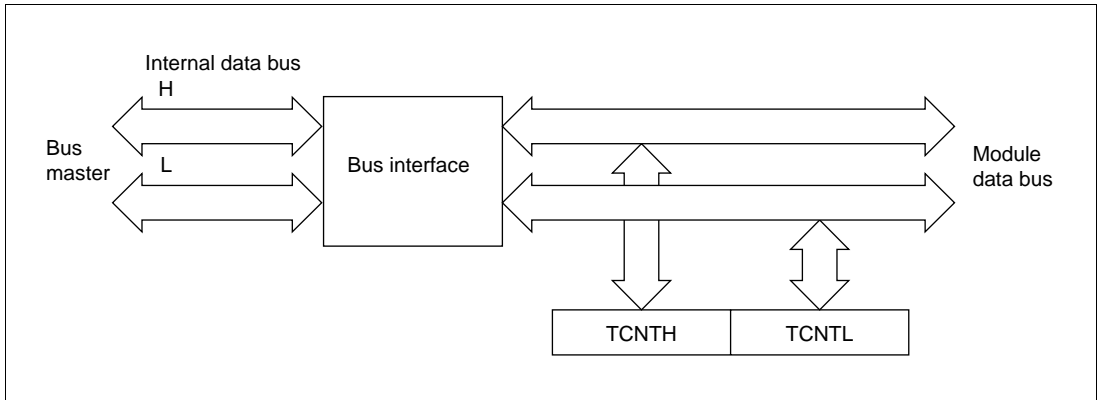 Internal data bus
H
Bus
master
L
Bus interface
Module
data bus
TCNTH
TCNTL